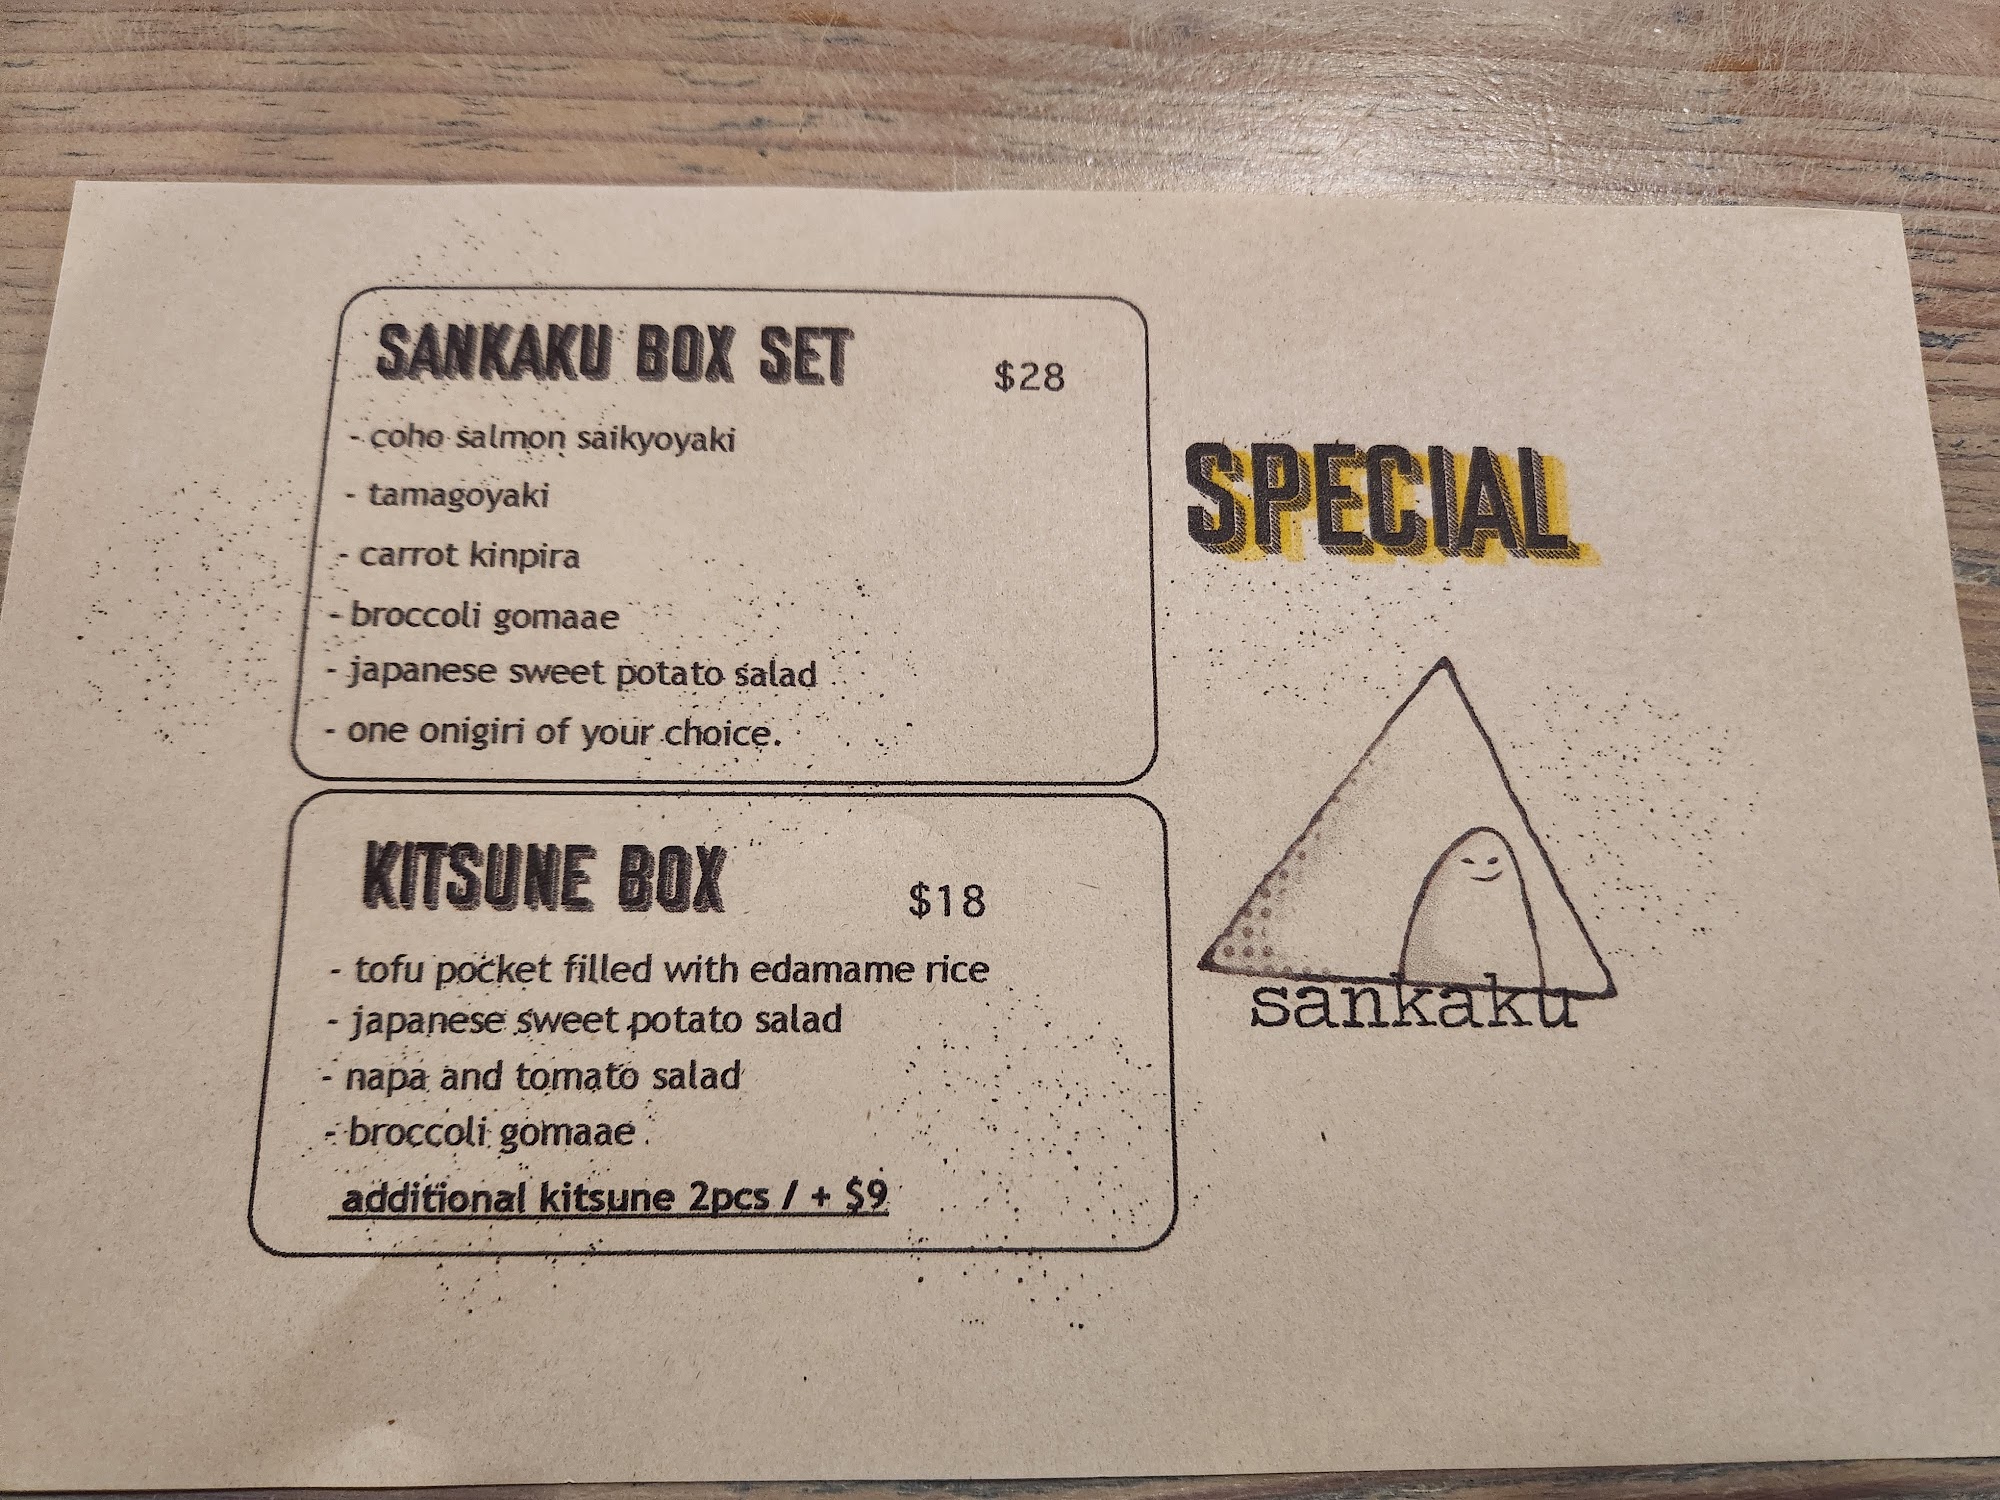 SANKAKU BOX SET $28
- coho salmon saikyoyaki
- tamagoyaki
- carrot kinpira
- broccoli gomaae
- japanese sweet potato salad
- one onigiri of your choice.
KITSUNE BOX $18
- tofu pocket filled with edamame rice
- japanese sweet potato salad
- napa and tomato salad
- broccoli gomaae
additional kitsune 2pcs / + $9
SPECIAL
sankaku